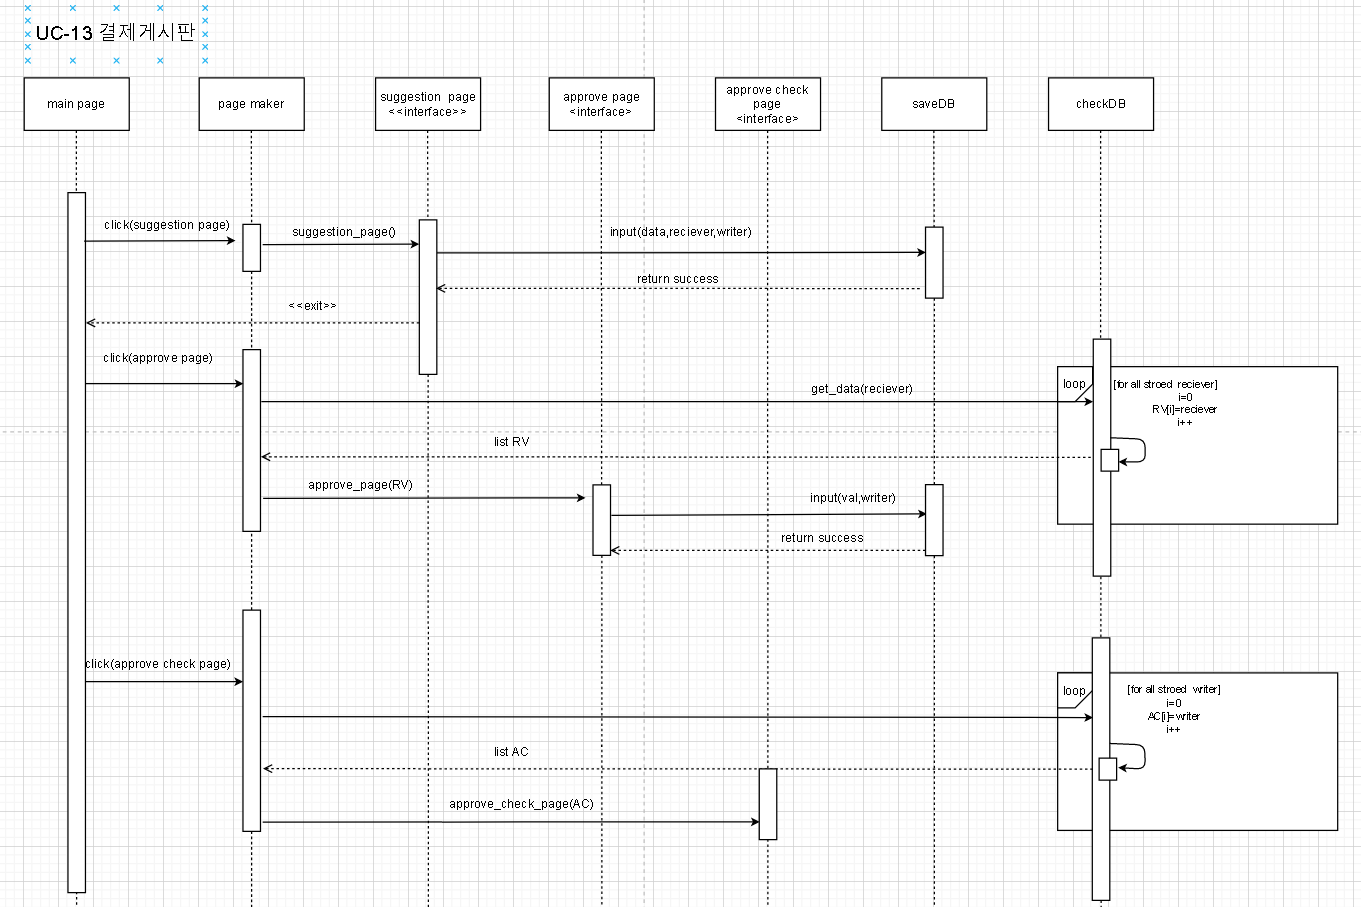 UC-13 결제게시판
main page
page maker
suggestion page
<<interface>>
approve page
<interface>
approve check
page
<interface>
saveDB
checkDB
click(suggestion page)
suggestion_page()
input(data,reciever,writer)
return success
<<exit>>
click(approve page)
loop
[for all stroed reciever]
i=0
RV[i]=reciever
i++
get_data(reciever)
list RV
approve_page(RV)
input(val,writer)
return success
click(approve check page)
loop
[for all stroed writer]
i=0
AC[i]=writer
i++
list AC
approve_check_page(AC)